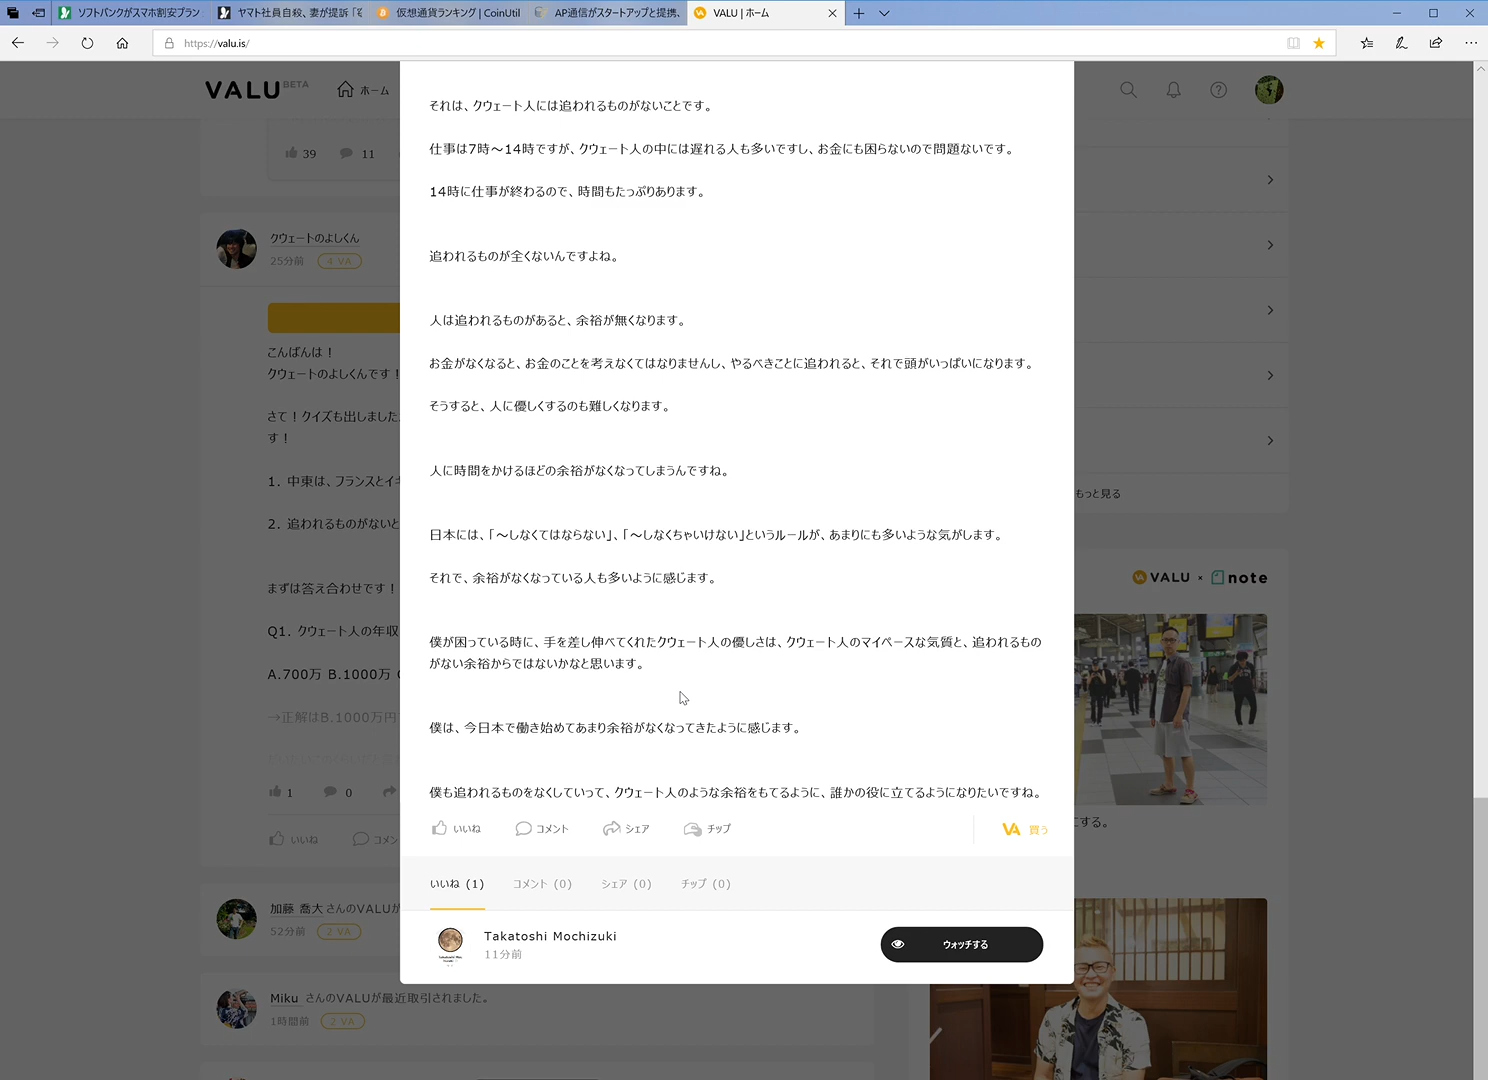 ソフトバンクがスマホ割安プラン
ヤマト社員自殺、妻が提訴
仮想通貨ランキング | CoinUtil
AP通信がスタートアップと提携、
VALU | ホーム
https://valu.is/
VALU BETA
ホーム
39 11
クウェートのよしくん
25分前 4 VA
こんばんは！
クウェートのよしくんです！
さて！クイズも出しました
す！
1. 中東は、フランスとイ
2. 追われるものがないと
まずは答え合わせです！
Q1. クウェート人の年収
A.700万 B.1000万
→正解はB.1000万円
1 0
いいね コメン
加藤 喬大さんのVALUが
52分前 2 VA
Miku さんのVALUが最近取引されました。
1時間前 2 VA
それは、クウェート人には追われるものがないことです。
仕事は7時〜14時ですが、クウェート人の中には遅れる人も多いですし、お金にも困らないので問題ないです。
14時に仕事が終わるので、時間もたっぷりあります。
追われるものが全くないんですよね。
人は追われるものがあると、余裕が無くなります。
お金がなくなると、お金のことを考えなくてはなりませんし、やるべきことに追われると、それで頭がいっぱいになります。
そうすると、人に優しくするのも難しくなります。
人に時間をかけるほどの余裕がなくなってしまうんですね。
日本には、「〜しなくてはならない」、「〜しなくちゃいけない」というルールが、あまりにも多いような気がします。
それで、余裕がなくなっている人も多いように感じます。
僕が困っている時に、手を差し伸べてくれたクウェート人の優しさは、クウェート人のマイペースな気質と、追われるもの
がない余裕からではないかなと思います。
僕は、今日本で働き始めてあまり余裕がなくなってきたように感じます。
僕も追われるものをなくしていって、クウェート人のような余裕をもてるように、誰かの役に立てるようになりたいですね。
いいね コメント シェア チップ VA 買う
いいね (1) コメント (0) シェア (0) チップ (0)
Takatoshi Mochizuki
11分前
ウォッチする
もっと見る
VALU × note
にする。